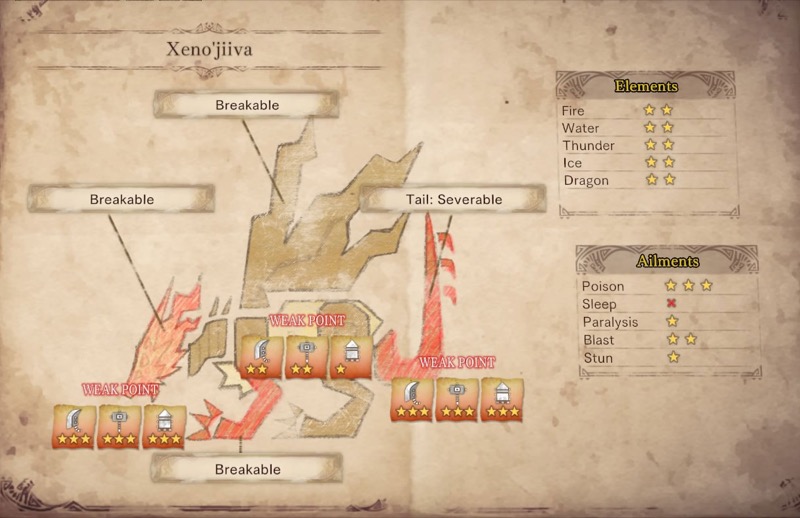 Xeno'jiiva
Breakable
Breakable
Tail: Severable
WEAK POINT
WEAK POINT
WEAK POINT
Breakable
Elements
Fire
Water
Thunder
Ice
Dragon
Ailments
Poison
Sleep
Paralysis
Blast
Stun